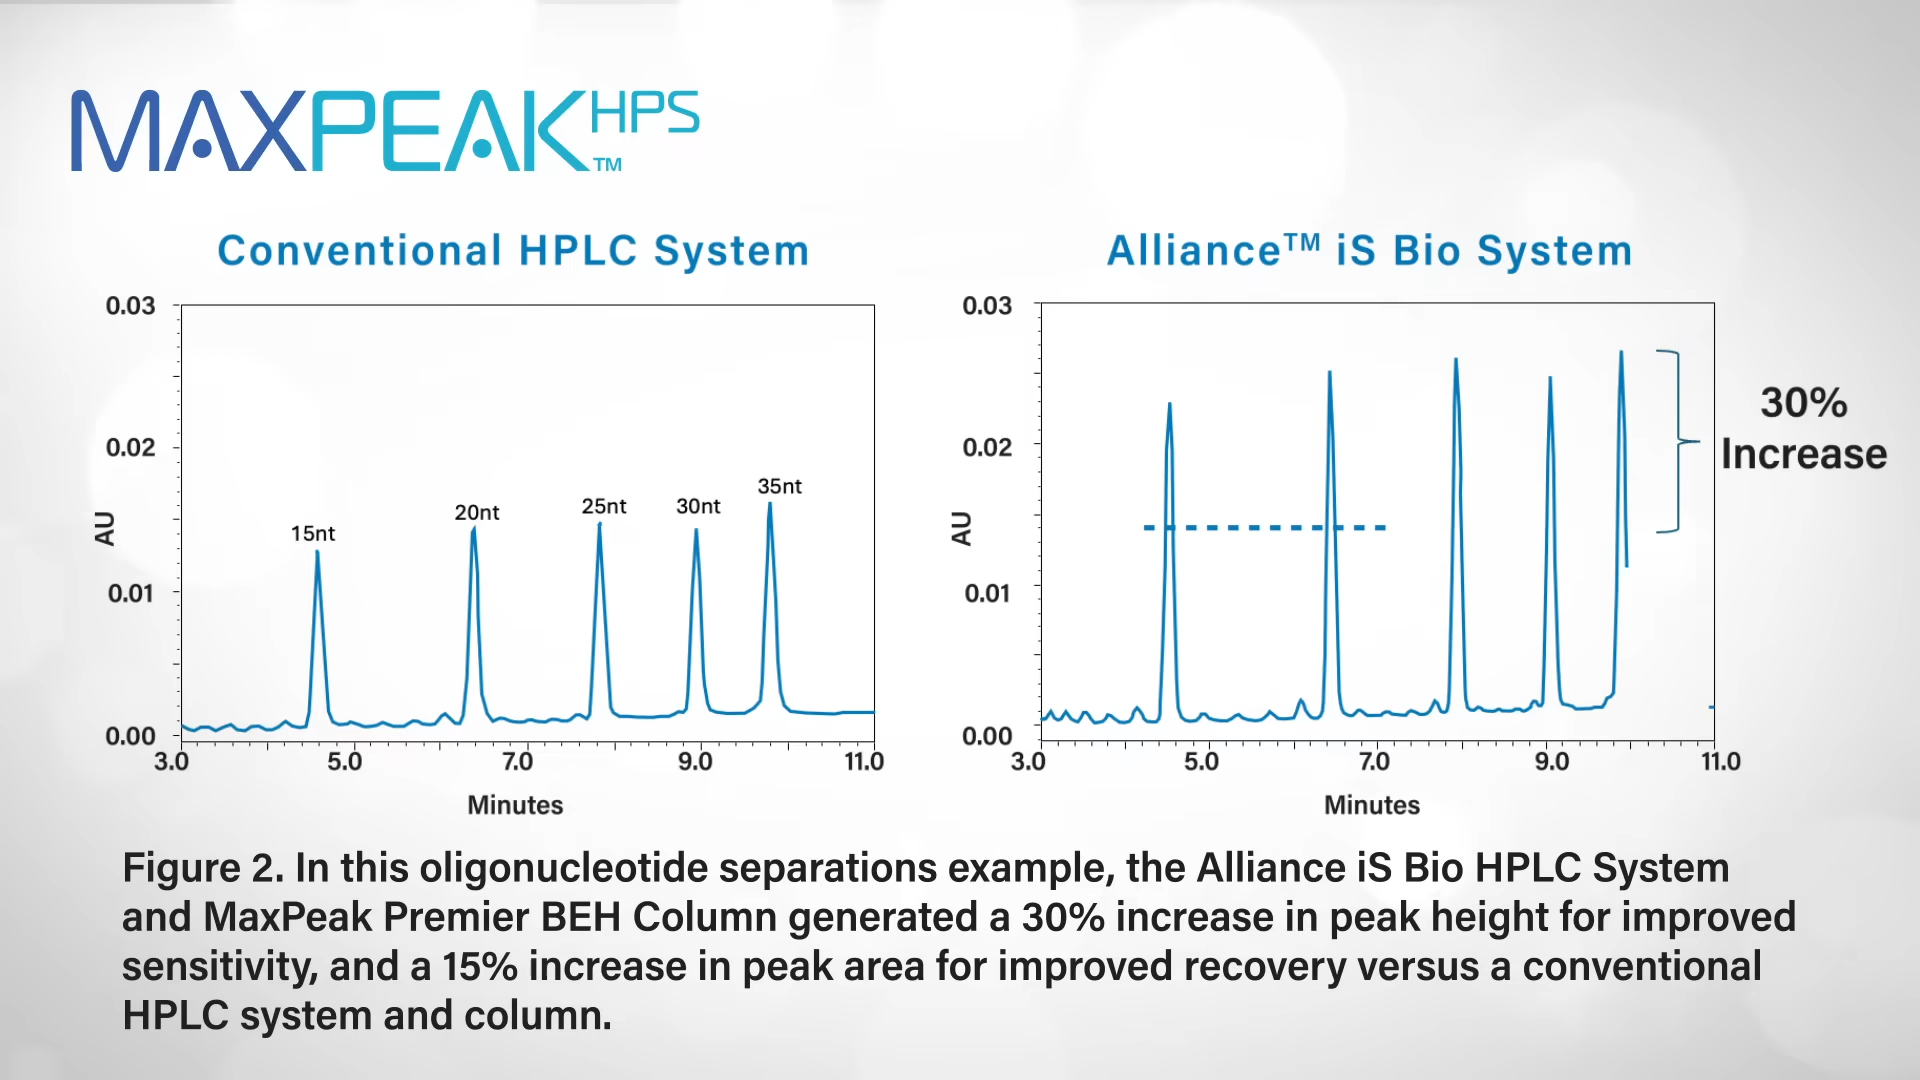 MAXPEAK HPS™
Conventional HPLC System
Alliance™ iS Bio System
0.03
0.02
0.01
0.00
AU
15nt
20nt
25nt
30nt
35nt
3.0
5.0
7.0
9.0
11.0
Minutes
0.03
0.02
0.01
0.00
AU
30%
Increase
3.0
5.0
7.0
9.0
11.0
Minutes
Figure 2. In this oligonucleotide separations example, the Alliance iS Bio HPLC System
and MaxPeak Premier BEH Column generated a 30% increase in peak height for improved
sensitivity, and a 15% increase in peak area for improved recovery versus a conventional
HPLC system and column.